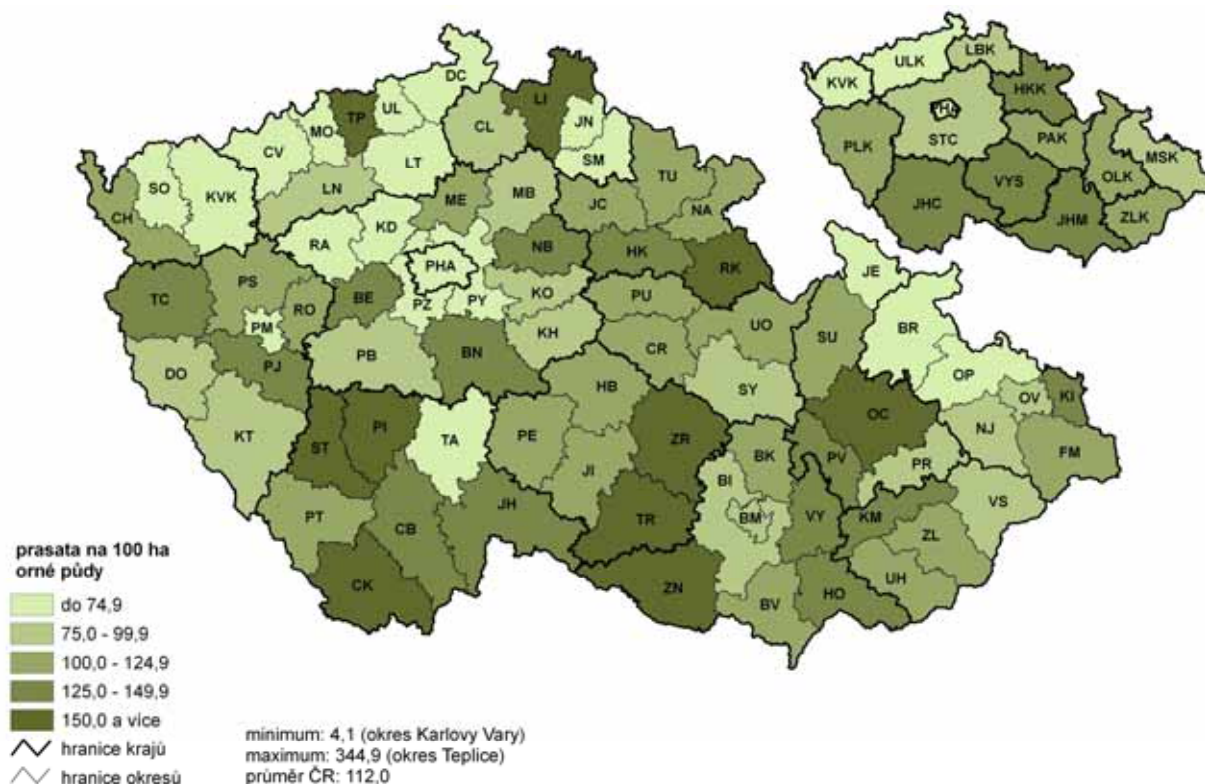 DC
LI
UL
TP
MO
CL
JN
CV
LT
SM
SO
KVK
LN
MB
TU
ME
JC
NA
CH
RA
KD
NB
HK
PHA
RK
PS
TC
BE
PZ
PY
KO
PU
RO
PM
UO
KH
PB
BN
CR
PJ
DO
HB
SY
KT
ST
PI
TA
PE
ZR
JI
BK
BI
BM
PT
CB
JH
TR
VY
CK
ZN
BV
HO
JE
BR
SU
OP
OV
KI
OC
NJ
FM
PV
PR
VS
KM
ZL
UH
LBK
ULK
KVK
HKK
PHA
STC
PAK
PLK
MSK
VYS
OLK
JHC
JHM
ZLK
prasata na 100 ha
orné půdy
do 74,9
75,0 - 99,9
100,0 - 124,9
125,0 - 149,9
150,0 a více
hranice krajů
hranice okresů
minimum: 4,1 (okres Karlovy Vary)
maximum: 344,9 (okres Teplice)
průměr ČR: 112,0